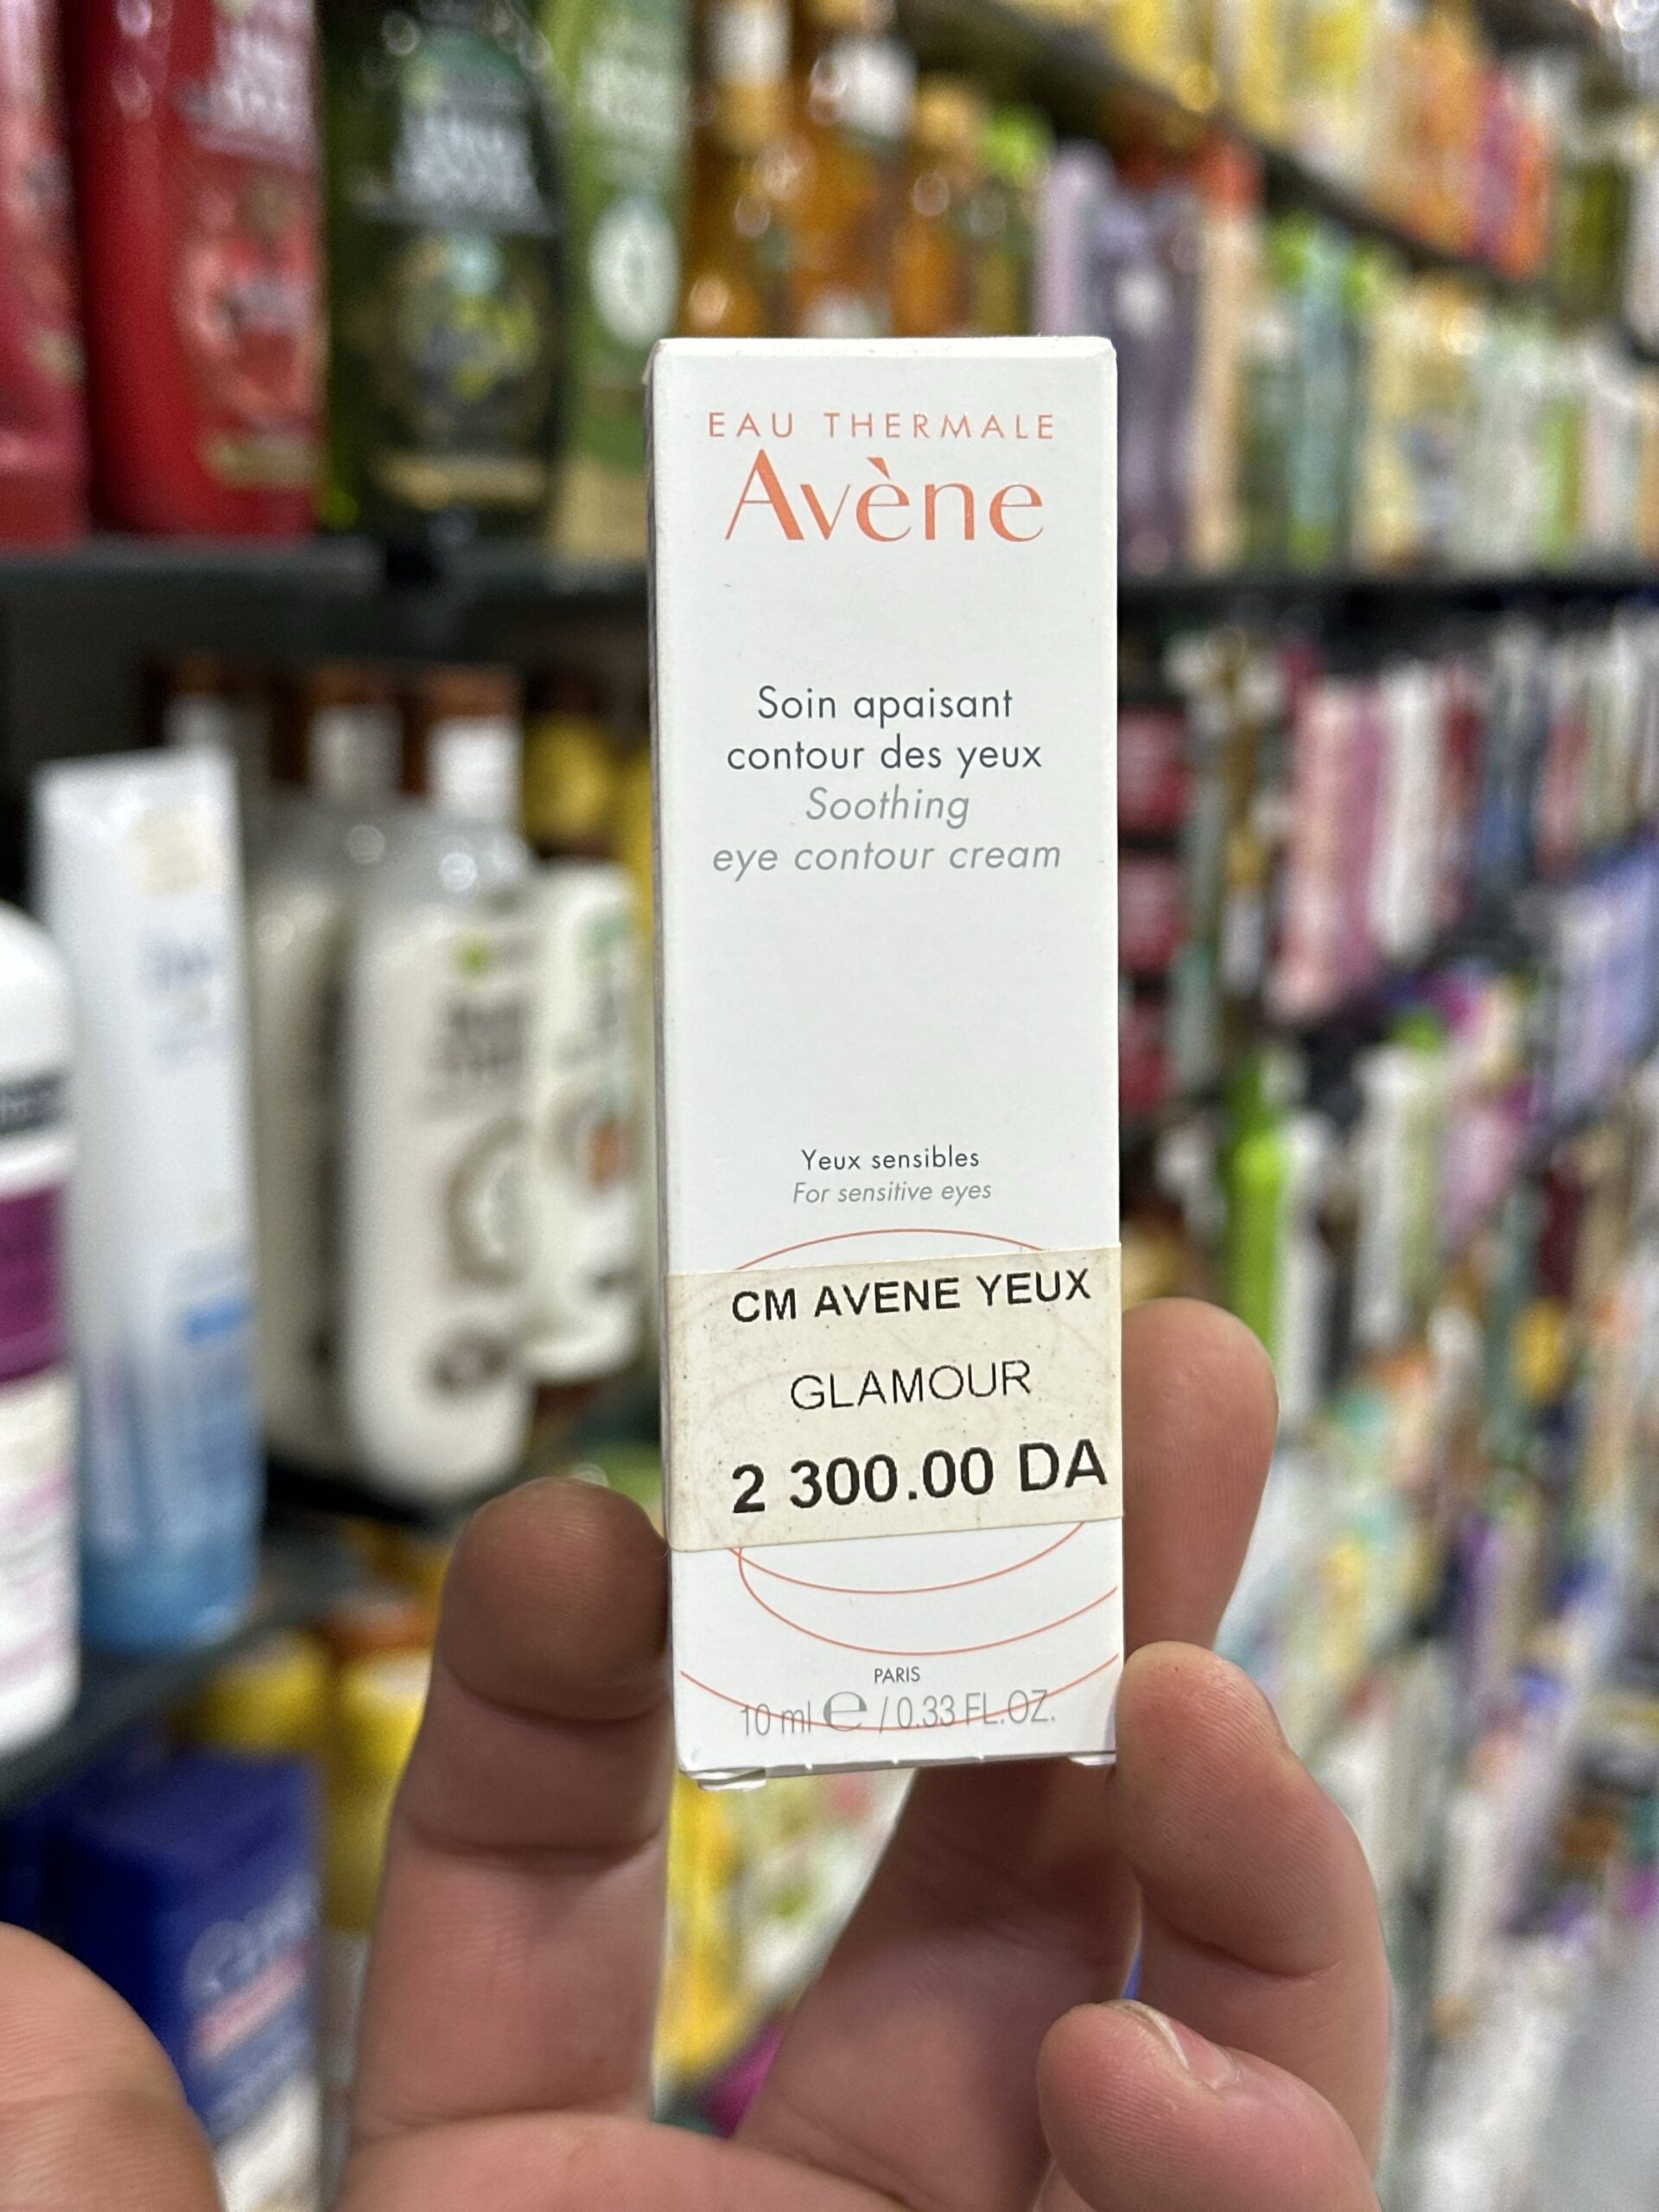 EAU THERMALE
Avène
Soin apaisant
contour des yeux
Soothing
eye contour cream
Yeux sensibles
For sensitive eyes
CM AVENE YEUX
GLAMOUR
2 300.00 DA
PARIS
10 ml e / 0.33 FL.OZ.